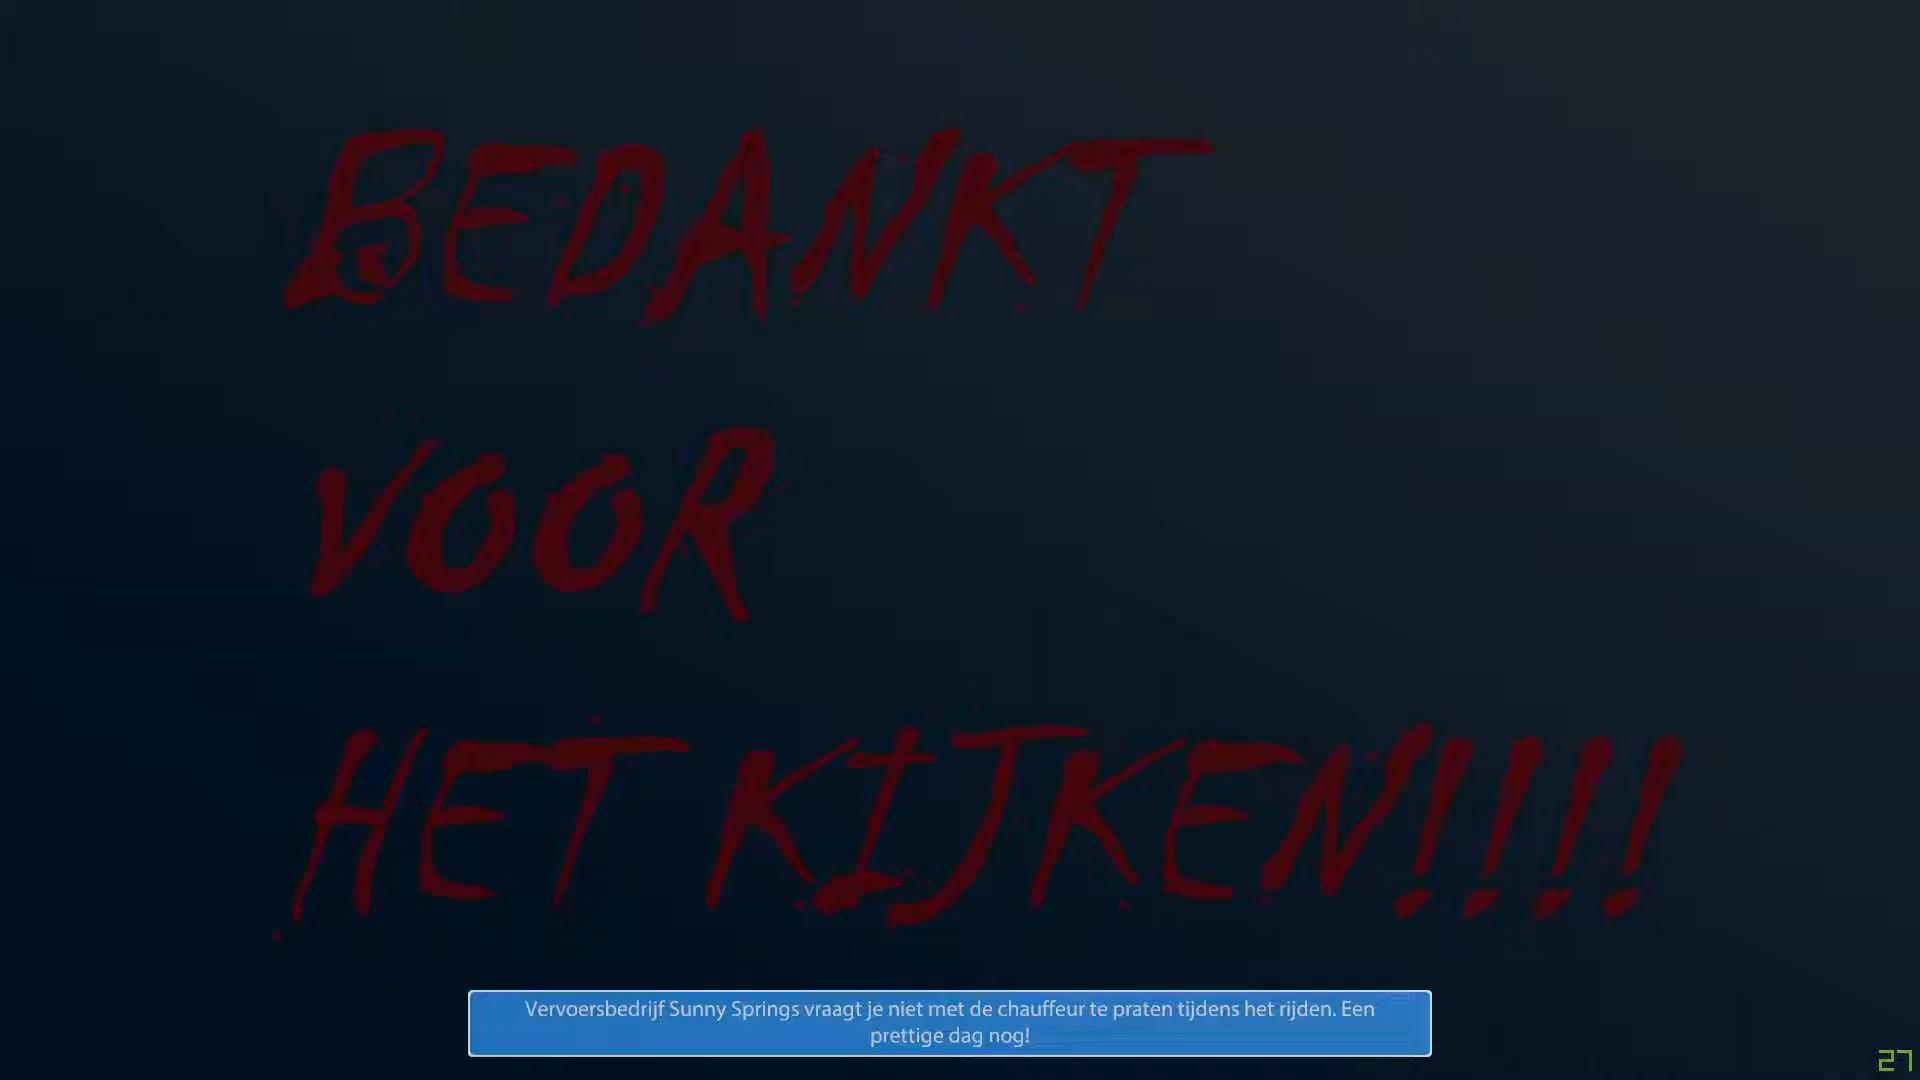 BEDANKT
VOOR
HET KIJKEN!!!!
Vervoersbedrijf Sunny Springs vraagt je niet met de chauffeur te praten tijdens het rijden. Een
prettige dag nog!
27